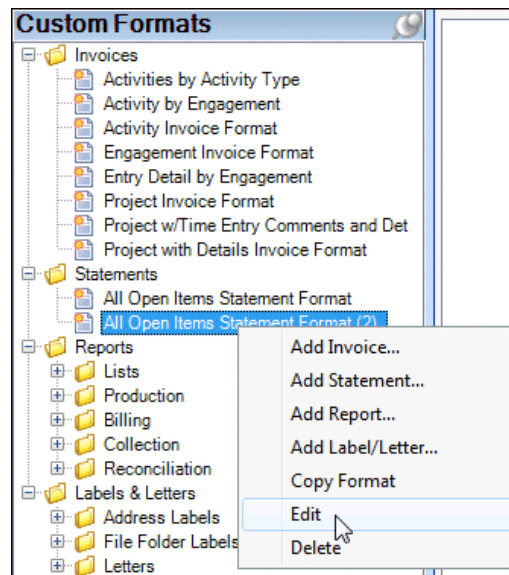 Custom Formats
Invoices
Activities by Activity Type
Activity by Engagement
Activity Invoice Format
Engagement Invoice Format
Entry Detail by Engagement
Project Invoice Format
Project w/Time Entry Comments and Det
Project with Details Invoice Format
Statements
All Open Items Statement Format
All Open Items Statement Format (2)
Reports
Lists
Production
Billing
Collection
Reconciliation
Labels & Letters
Address Labels
File Folder Labels
Letters
Add Invoice...
Add Statement...
Add Report...
Add Label/Letter...
Copy Format
Edit
Delete